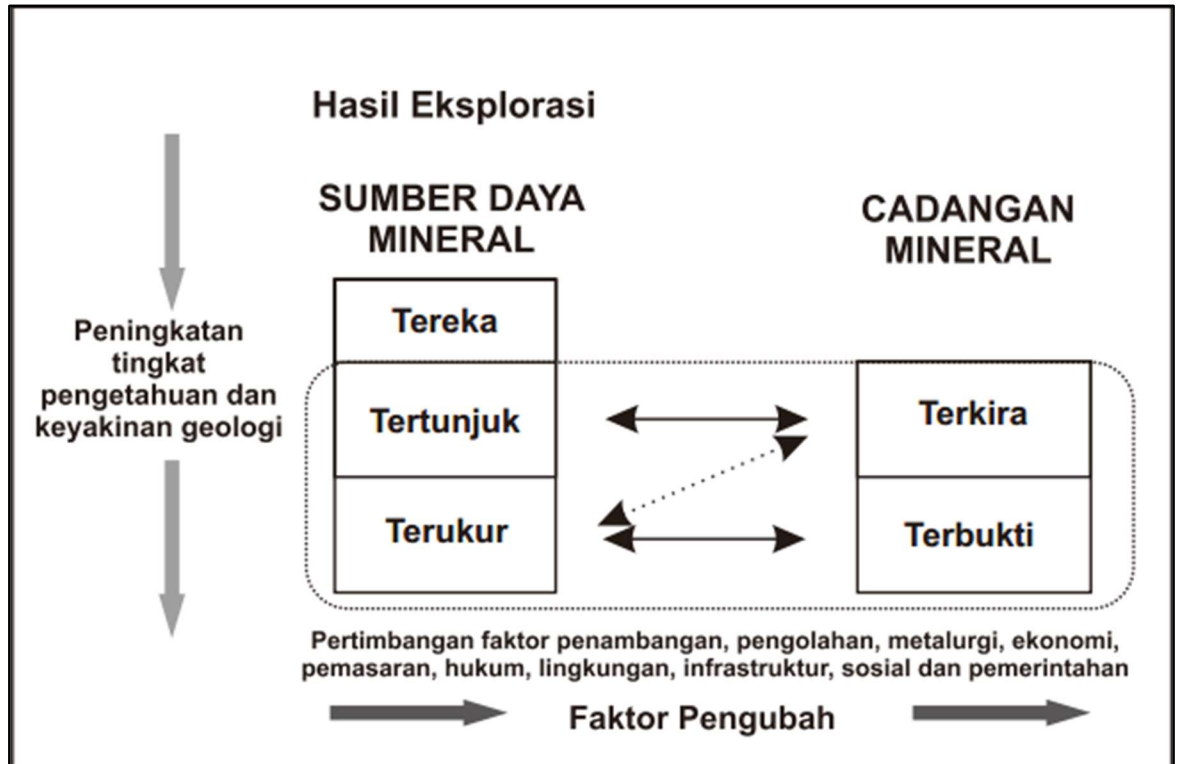 Hasil Eksplorasi
SUMBER DAYA
MINERAL
CADANGAN
MINERAL
Tereka
Peningkatan
tingkat
pengetahuan dan
keyakinan geologi
Tertunjuk
Terkira
Terukur
Terbukti
Pertimbangan faktor penambangan, pengolahan, metalurgi, ekonomi,
pemasaran, hukum, lingkungan, infrastruktur, sosial dan pemerintahan
Faktor Pengubah